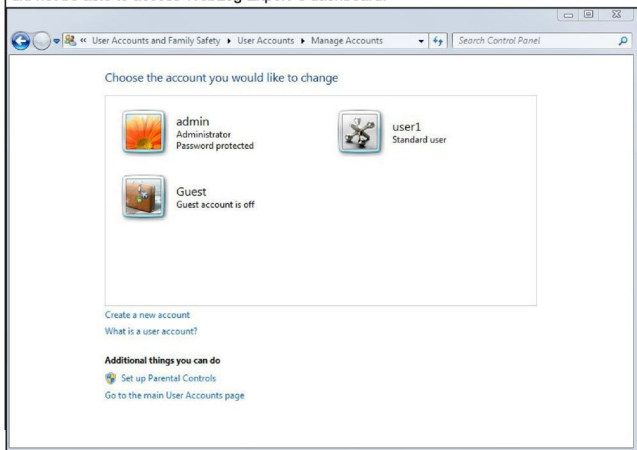 « User Accounts and Family Safety ▸ User Accounts ▸ Manage Accounts
Search Control Panel
Choose the account you would like to change
admin
Administrator
Password protected
user1
Standard user
Guest
Guest account is off
Create a new account
What is a user account?
Additional things you can do
Set up Parental Controls
Go to the main User Accounts page